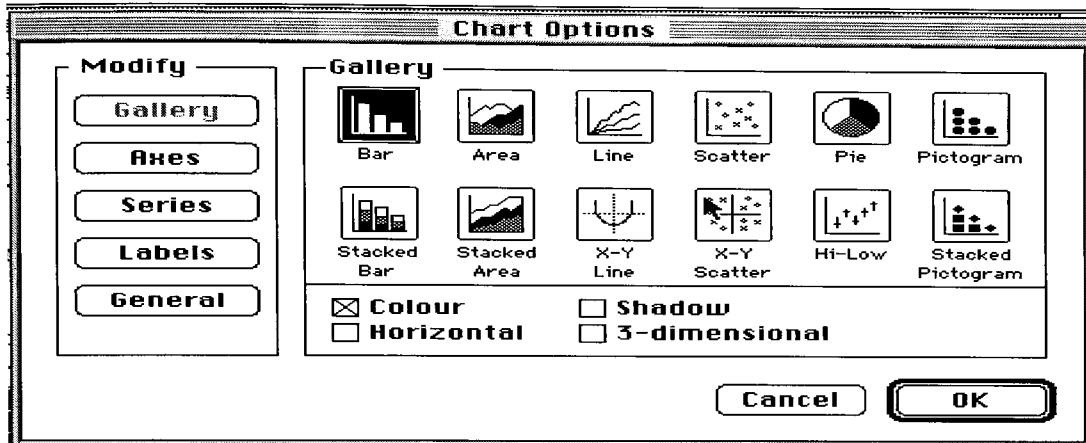 Chart Options
Modify
Gallery
Axes
Series
Labels
General
Gallery
Bar
Area
Line
Scatter
Pie
Pictogram
Stacked
Bar
Stacked
Area
X-Y
Line
X-Y
Scatter
Hi-Low
Stacked
Pictogram
Colour
Shadow
Horizontal
3-dimensional
Cancel
OK